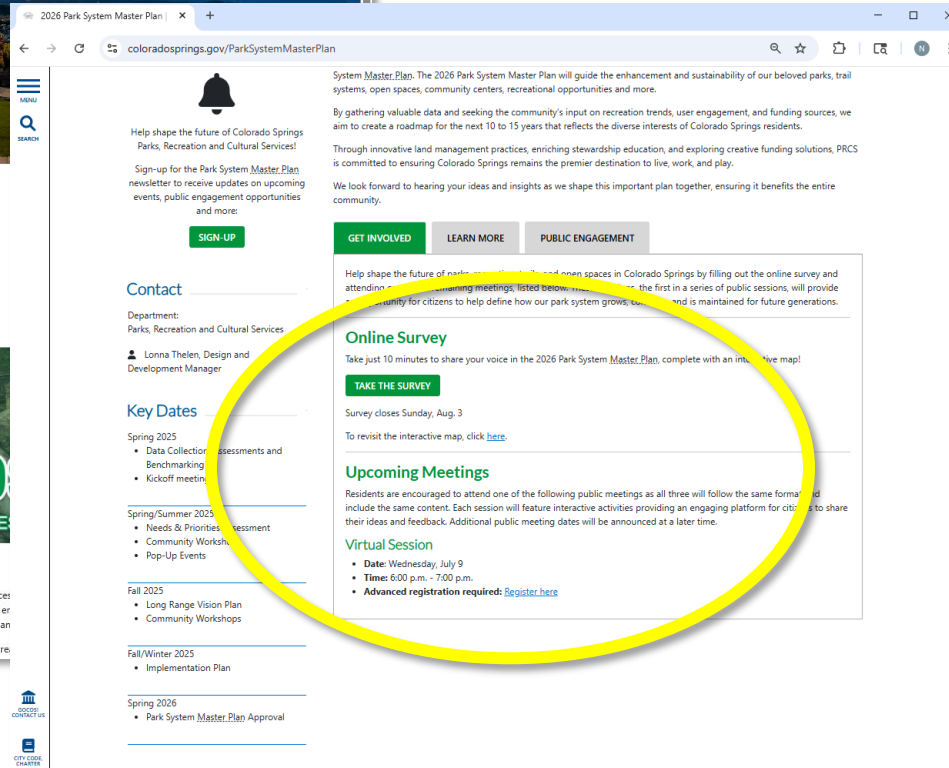 2026 Park System Master Plan |
coloradosprings.gov/ParkSystemMasterPlan
N
MENU
SEARCH
GOCOS!
CONTACT US
CITY CODE,
CHARTER
Help shape the future of Colorado Springs
Parks, Recreation and Cultural Services!
Sign-up for the Park System Master Plan
newsletter to receive updates on upcoming
events, public engagement opportunities
and more:
SIGN-UP
Contact
Department:
Parks, Recreation and Cultural Services
Lonna Thelen, Design and
Development Manager
Key Dates
Spring 2025
Data Collection, Assessments and
Benchmarking
Kickoff meeting
Spring/Summer 2025
Needs & Priorities Assessment
Community Workshops
Pop-Up Events
Fall 2025
Long Range Vision Plan
Community Workshops
Fall/Winter 2025
Implementation Plan
Spring 2026
Park System Master Plan Approval
System Master Plan. The 2026 Park System Master Plan will guide the enhancement and sustainability of our beloved parks, trail
systems, open spaces, community centers, recreational opportunities and more.
By gathering valuable data and seeking the community's input on recreation trends, user engagement, and funding sources, we
aim to create a roadmap for the next 10 to 15 years that reflects the diverse interests of Colorado Springs residents.
Through innovative land management practices, enriching stewardship education, and exploring creative funding solutions, PRCS
is committed to ensuring Colorado Springs remains the premier destination to live, work, and play.
We look forward to hearing your ideas and insights as we shape this important plan together, ensuring it benefits the entire
community.
GET INVOLVED LEARN MORE PUBLIC ENGAGEMENT
Help shape the future of parks, recreation, trails and open spaces in Colorado Springs by filling out the online survey and
attending remaining meetings, listed below. the first in a series of public sessions, will provide
opportunity for citizens to help define how our park system grows, and is maintained for future generations.
Online Survey
Take just 10 minutes to share your voice in the 2026 Park System Master Plan, complete with an interactive map!
TAKE THE SURVEY
Survey closes Sunday, Aug. 3
To revisit the interactive map, click here.
Upcoming Meetings
Residents are encouraged to attend one of the following public meetings as all three will follow the same format and
include the same content. Each session will feature interactive activities providing an engaging platform for citizens to share
their ideas and feedback. Additional public meeting dates will be announced at a later time.
Virtual Session
Date: Wednesday, July 9
Time: 6:00 p.m. - 7:00 p.m.
Advanced registration required: Register here